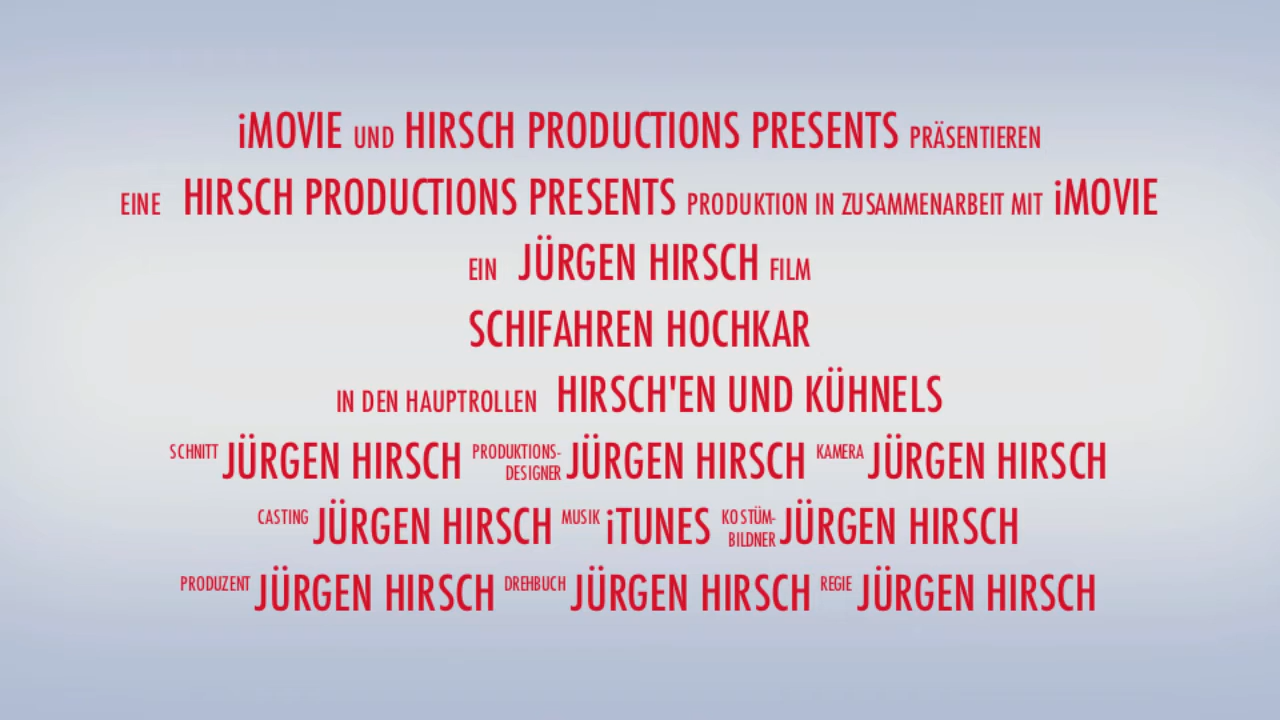 iMOVIE UND HIRSCH PRODUCTIONS PRESENTS PRÄSENTIEREN
EINE HIRSCH PRODUCTIONS PRESENTS PRODUKTION IN ZUSAMMENARBEIT MIT iMOVIE
EIN JÜRGEN HIRSCH FILM
SCHIFAHREN HOCHKAR
IN DEN HAUPTROLLEN HIRSCH'EN UND KÜHNELS
SCHNITT JÜRGEN HIRSCH PRODUKTIONS-DESIGNER JÜRGEN HIRSCH KAMERA JÜRGEN HIRSCH
CASTING JÜRGEN HIRSCH MUSIK iTUNES KOSTÜM-BILDNER JÜRGEN HIRSCH
PRODUZENT JÜRGEN HIRSCH DREHBUCH JÜRGEN HIRSCH REGIE JÜRGEN HIRSCH